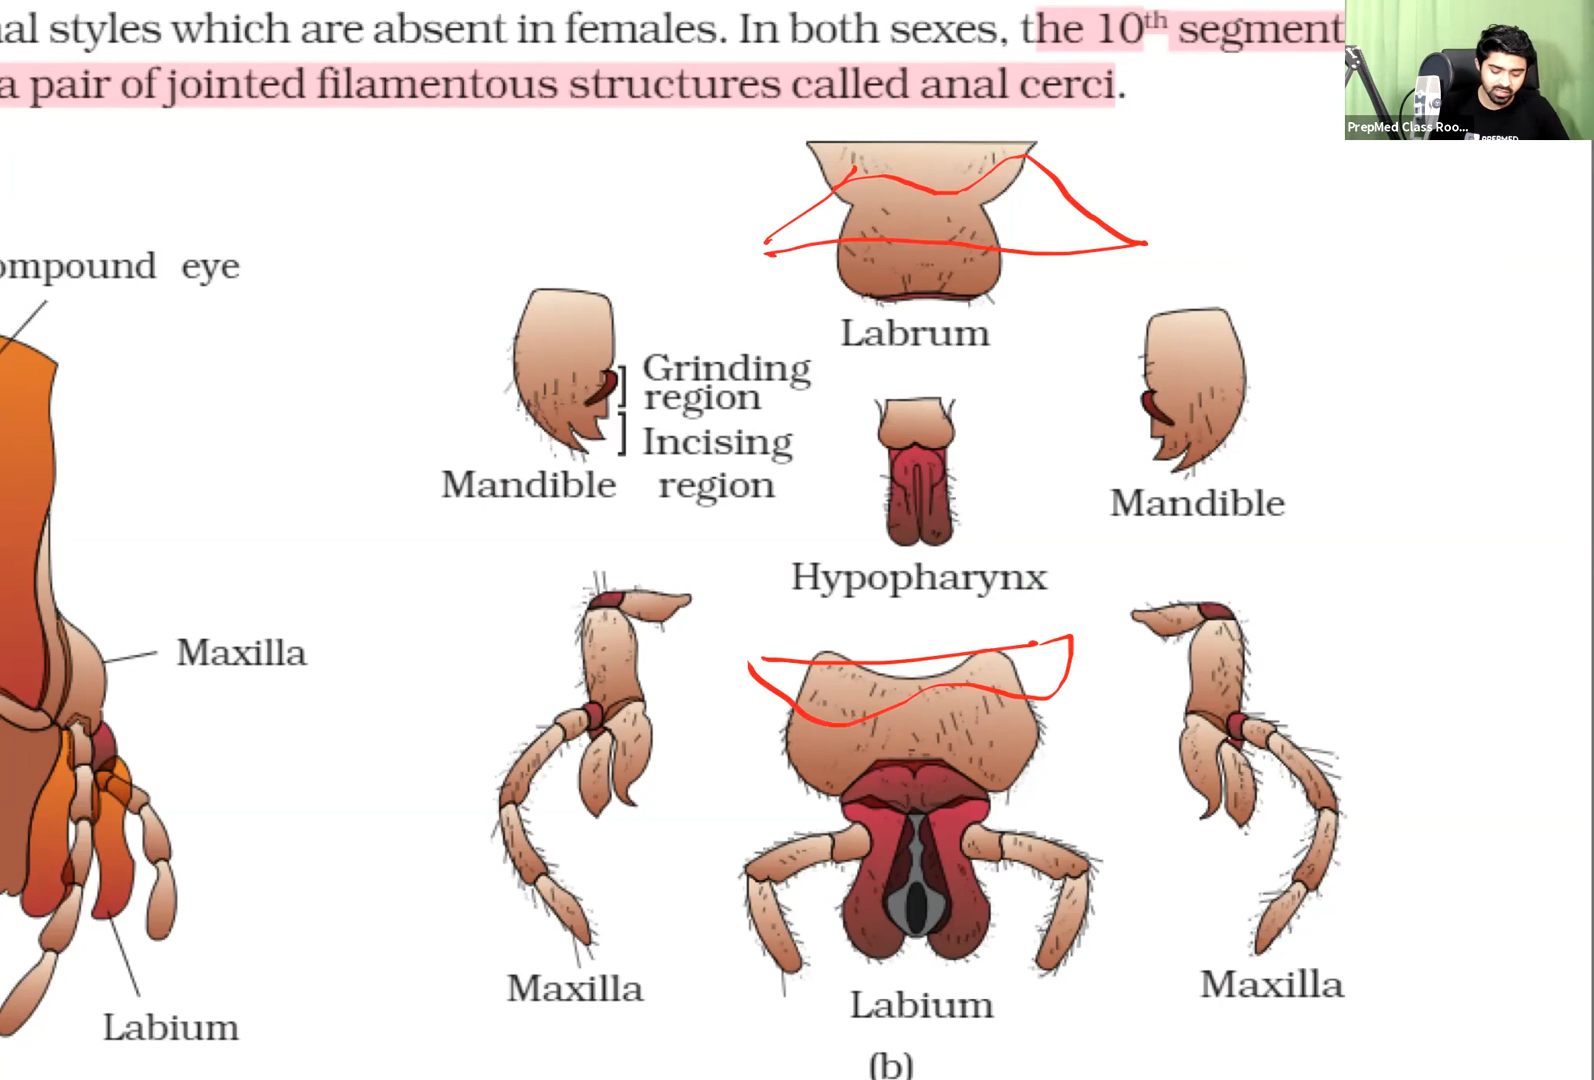 nal styles which are absent in females. In both sexes, the 10th segment
a pair of jointed filamentous structures called anal cerci.
PrepMed Class Roo...
PREPMED
ompound eye
Labrum
Grinding
region
Incising
region
Mandible
Mandible
Hypopharynx
Maxilla
Labium
Maxilla
Labium
Maxilla
(b)